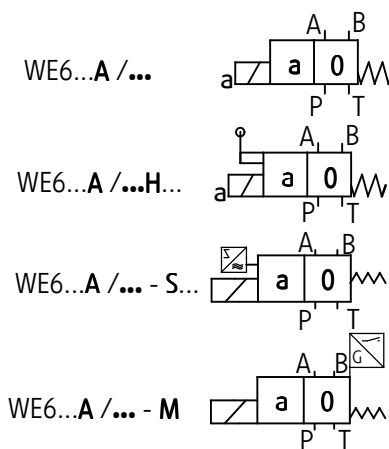 A B
WE6...A /... a a 0
P T
A B
WE6...A /...H... a a 0
P T
A B
WE6...A /... - S... a 0
P T
A B G
WE6...A /... - M a 0
P T